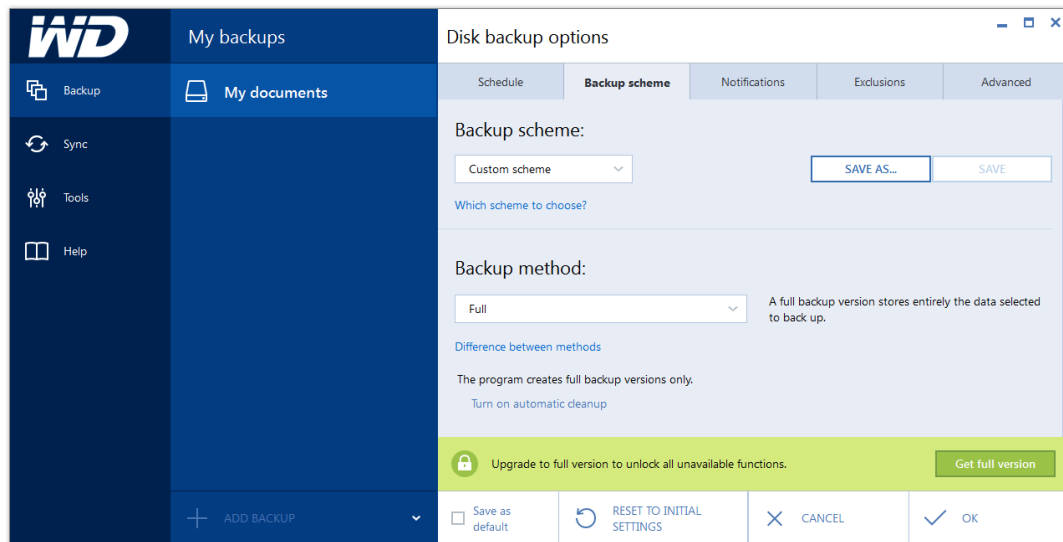 WD
My backups
Disk backup options
Backup
My documents
Schedule
Backup scheme
Notifications
Exclusions
Advanced
Sync
Tools
Help
Backup scheme:
Custom scheme
SAVE AS...
SAVE
Which scheme to choose?
Backup method:
Full
A full backup version stores entirely the data selected
to back up.
Difference between methods
The program creates full backup versions only.
Turn on automatic cleanup
Upgrade to full version to unlock all unavailable functions.
Get full version
ADD BACKUP
Save as
default
RESET TO INITIAL
SETTINGS
CANCEL
OK